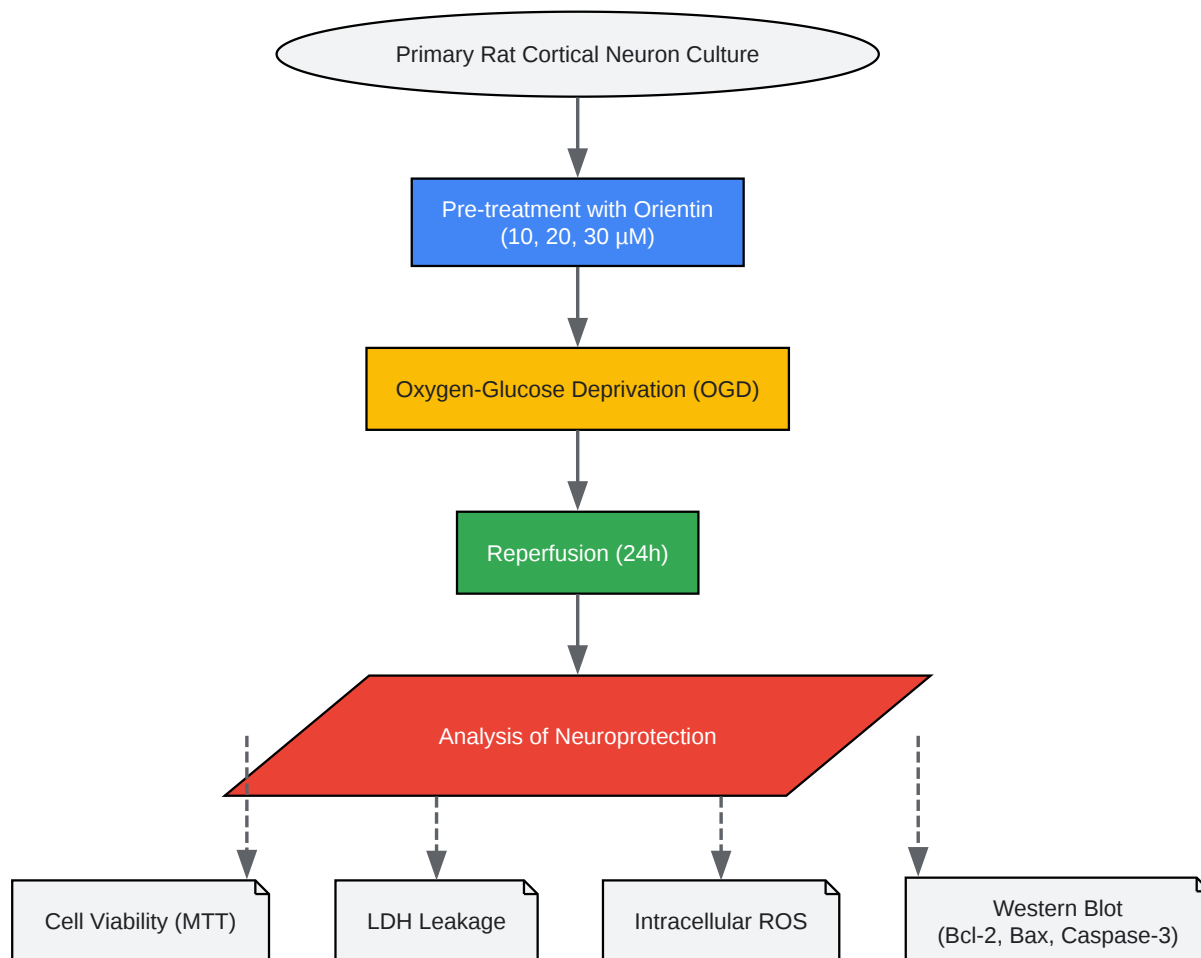 Primary Rat Cortical Neuron Culture
Pre-treatment with Orientin
(10, 20, 30 µM)
Oxygen-Glucose Deprivation (OGD)
Reperfusion (24h)
Analysis of Neuroprotection
Cell Viability (MTT)
LDH Leakage
Intracellular ROS
Western Blot
(Bcl-2, Bax, Caspase-3)